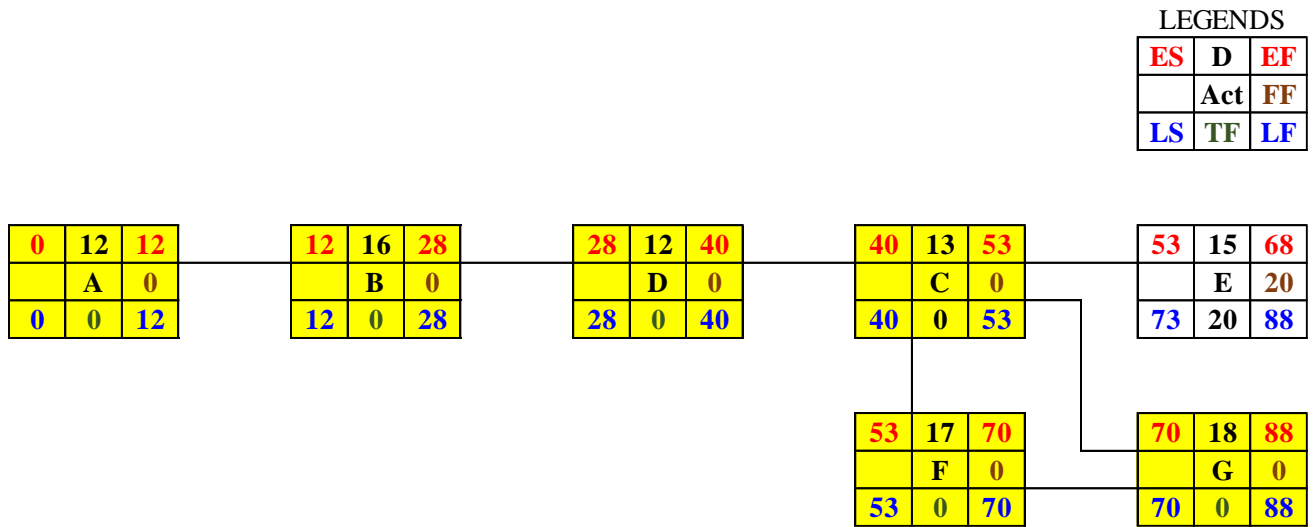 LEGENDS
ES D EF
Act FF
LS TF LF
0 12 12 12 16 28 28 12 40 40 13 53 53 15 68
A 0 B 0 D 0 C 0 E 20
0 0 12 12 0 28 28 0 40 40 0 53 73 20 88
53 17 70 70 18 88
F 0 G 0
53 0 70 70 0 88